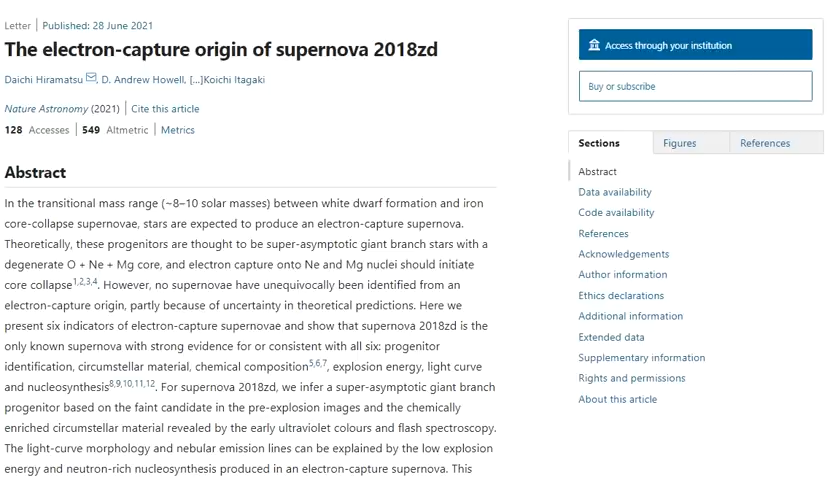 Letter | Published: 28 June 2021
The electron-capture origin of supernova 2018zd
Daichi Hiramatsu, D. Andrew Howell, [...]Koichi Itagaki
Nature Astronomy (2021) | Cite this article
128 Accesses | 549 Altmetric | Metrics
Abstract
In the transitional mass range (~8–10 solar masses) between white dwarf formation and iron
core-collapse supernovae, stars are expected to produce an electron-capture supernova.
Theoretically, these progenitors are thought to be super-asymptotic giant branch stars with a
degenerate O + Ne + Mg core, and electron capture onto Ne and Mg nuclei should initiate
core collapse1,2,3,4. However, no supernovae have unequivocally been identified from an
electron-capture origin, partly because of uncertainty in theoretical predictions. Here we
present six indicators of electron-capture supernovae and show that supernova 2018zd is the
only known supernova with strong evidence for or consistent with all six: progenitor
identification, circumstellar material, chemical composition5,6,7, explosion energy, light curve
and nucleosynthesis8,9,10,11,12. For supernova 2018zd, we infer a super-asymptotic giant branch
progenitor based on the faint candidate in the pre-explosion images and the chemically
enriched circumstellar material revealed by the early ultraviolet colours and flash spectroscopy.
The light-curve morphology and nebular emission lines can be explained by the low explosion
energy and neutron-rich nucleosynthesis produced in an electron-capture supernova. This
Access through your institution
Buy or subscribe
Sections Figures References
Abstract
Data availability
Code availability
References
Acknowledgements
Author information
Ethics declarations
Additional information
Extended data
Supplementary information
Rights and permissions
About this article